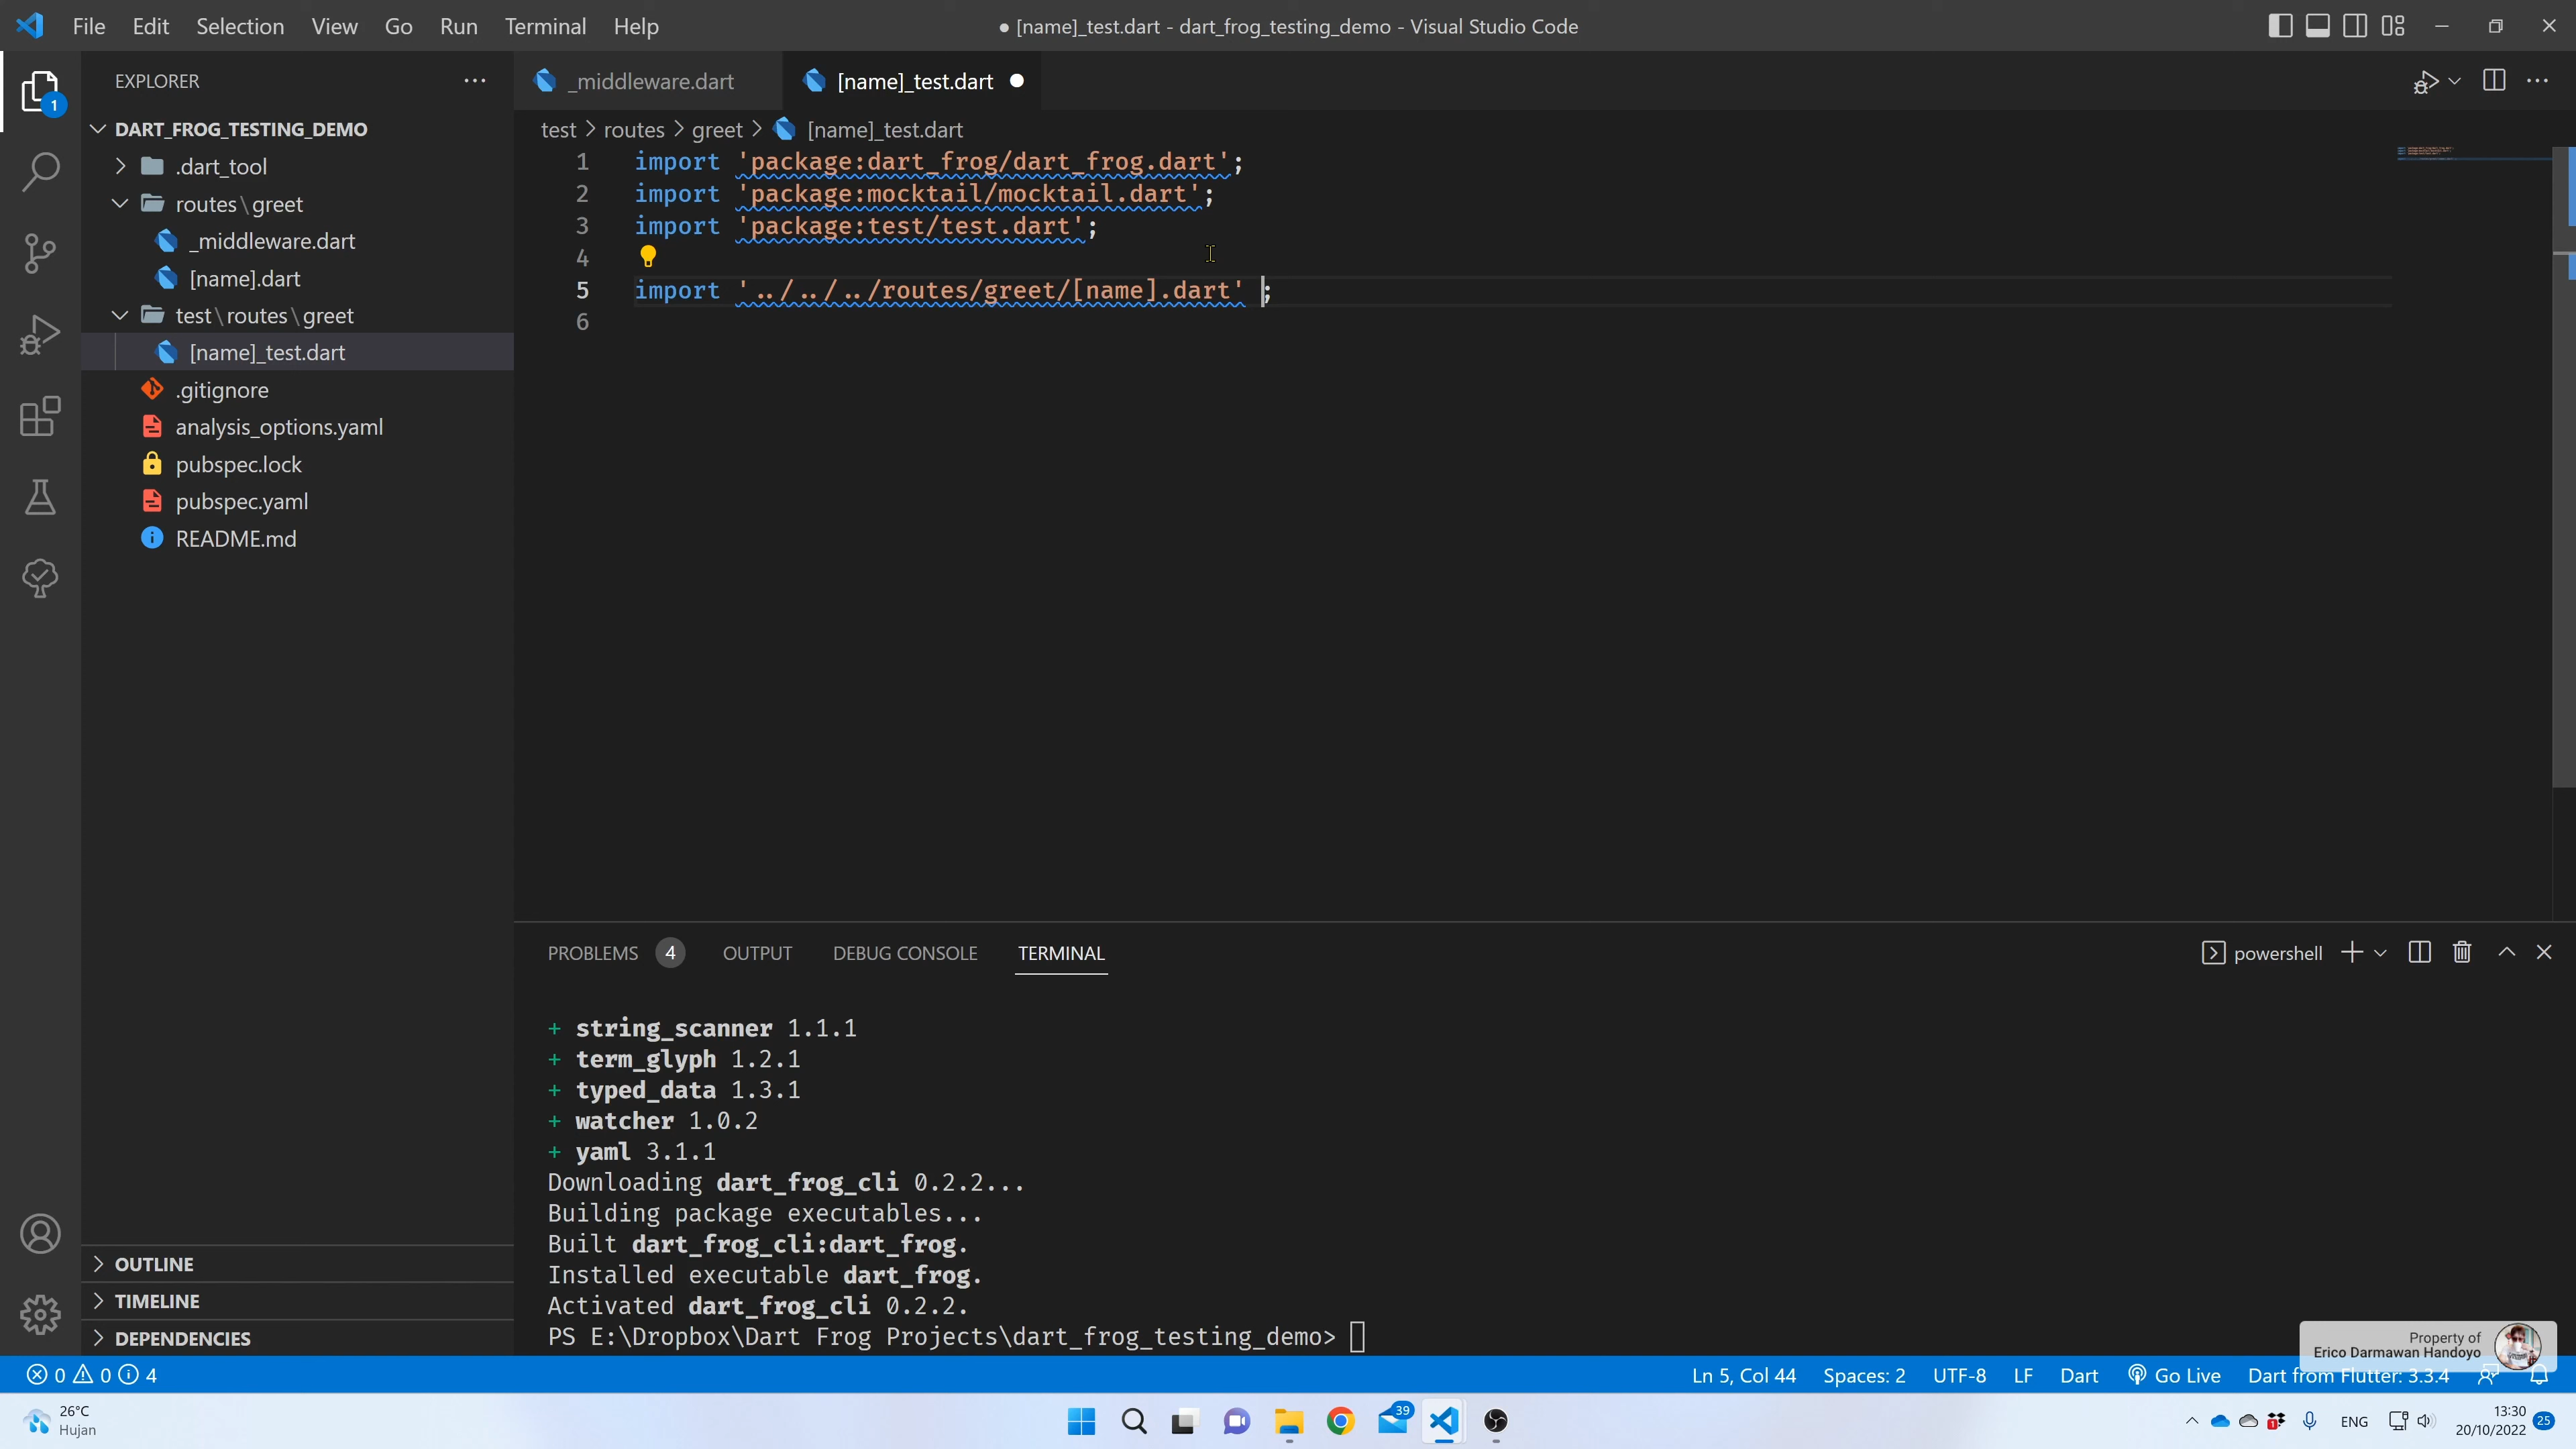 File Edit Selection View Go Run Terminal Help
● [name]_test.dart - dart_frog_testing_demo - Visual Studio Code
1
EXPLORER
DART_FROG_TESTING_DEMO
.dart_tool
routes\greet
_middleware.dart
[name].dart
test\routes\greet
[name]_test.dart
.gitignore
analysis_options.yaml
pubspec.lock
pubspec.yaml
README.md
OUTLINE
TIMELINE
DEPENDENCIES
_middleware.dart
[name]_test.dart
test > routes > greet > [name]_test.dart
1 import 'package:dart_frog/dart_frog.dart';
2 import 'package:mocktail/mocktail.dart';
3 import 'package:test/test.dart';
4
5 import '../../../routes/greet/[name].dart' ;
6
PROBLEMS 4 OUTPUT DEBUG CONSOLE TERMINAL
powershell
+ string_scanner 1.1.1
+ term_glyph 1.2.1
+ typed_data 1.3.1
+ watcher 1.0.2
+ yaml 3.1.1
Downloading dart_frog_cli 0.2.2...
Building package executables...
Built dart_frog_cli:dart_frog.
Installed executable dart_frog.
Activated dart_frog_cli 0.2.2.
PS E:\Dropbox\Dart Frog Projects\dart_frog_testing_demo>
Property of
Erico Darmawan Handoyo
0 0 4
Ln 5, Col 44 Spaces: 2 UTF-8 LF Dart Go Live Dart from Flutter: 3.3.4
26°C
Hujan
39
1
ENG
13:30
20/10/2022
25